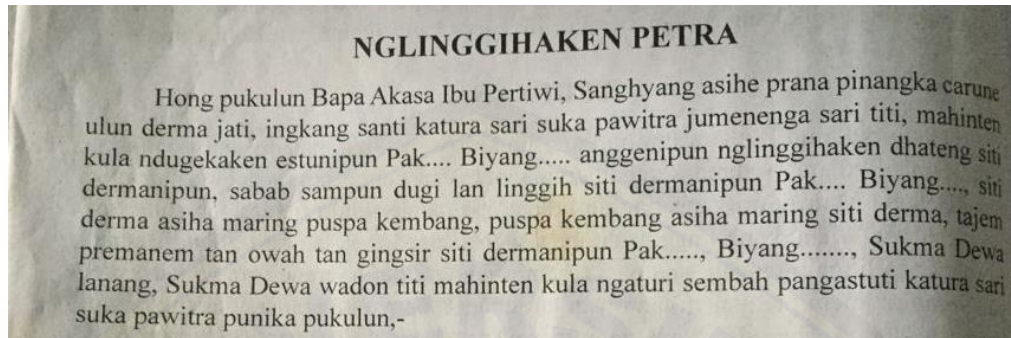 NGLINGGIHAKEN PETRA
Hong pukulun Bapa Akasa Ibu Pertiwi, Sanghyang asihe prana pinangka carune
ulun derma jati, ingkang santi katura sari suka pawitra jumenenga sari titi, mahinten
kula ndugekaken estunipun Pak.... Biyang..... anggenipun nglinggihaken dhateng siti
dermanipun, sabab sampun dugi lan linggih siti dermanipun Pak.... Biyang...., siti
derma asiha maring puspa kembang, puspa kembang asiha maring siti derma, tajem
premanem tan owah tan gingsir siti dermanipun Pak....., Biyang........, Sukma Dewa
lanang, Sukma Dewa wadon titi mahinten kula ngaturi sembah pangastuti katura sari
suka pawitra punika pukulun,-